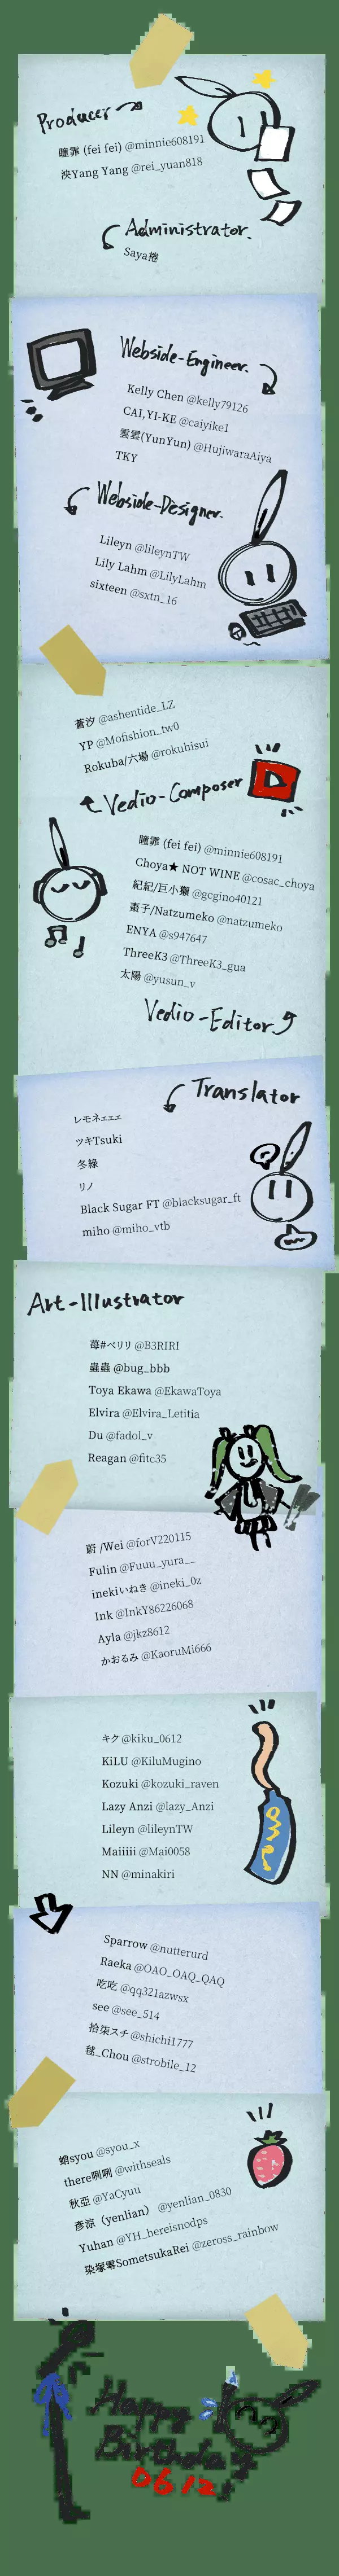 Producer
瞳霏 (fei fei) @minnie608191
泱Yang Yang @rei_yuan818
Administrator.
Saya捲
Webside-Engineer.
Kelly Chen @kelly79126
CAI,YI-KE @caiyike1
雲雲(YunYun) @HujiwaraAiya
TKY
Webside-Designer.
Lileyn @lileynTW
Lily Lahm @LilyLahm
sixteen @sxtn_16
蒼汐 @ashentide_LZ
YP @Mofishion_tw0
Rokuba/六場 @rokuhisui
Vedio-Composer
瞳霏 (fei fei) @minnie608191
Choya★ NOT WINE @cosac_choya
紀紀/巨小獺 @gcgino40121
棗子/Natzumeko @natzumeko
ENYA @s947647
ThreeK3 @ThreeK3_gua
太陽 @yusun_v
Vedio-Editor
Translator
レモネェェェ
ツキTsuki
冬綠
リノ
Black Sugar FT @blacksugar_ft
miho @miho_vtb
Art-Illustrator
苺#ベリリ @B3RIRI
蟲蟲 @bug_bbb
Toya Ekawa @EkawaToya
Elvira @Elvira_Letitia
Du @fadol_v
Reagan @fitc35
蔚 /Wei @forV220115
Fulin @Fuuu_yura__
inekiいねき @ineki_0z
Ink @InkY86226068
Ayla @jkz8612
かおるみ @KaoruMi666
キク @kiku_0612
KiLU @KiluMugino
Kozuki @kozuki_raven
Lazy Anzi @lazy_Anzi
Lileyn @lileynTW
Maiiiii @Mai0058
NN @minakiri
Sparrow @nutterurd
Raeka @OAO_OAQ_QAQ
吃吃 @qq321azwsx
see @see_514
拾柒スチ @shichi1777
毬_Chou @strobile_12
蛸syou @syou_x
there咧咧 @withseals
秋亞 @YaCyuu
彥涼（yenlian） @yenlian_0830
Yuhan @YH_hereisnodps
染塚零SometsukaRei @zeross_rainbow
Happy
Birthday
0612